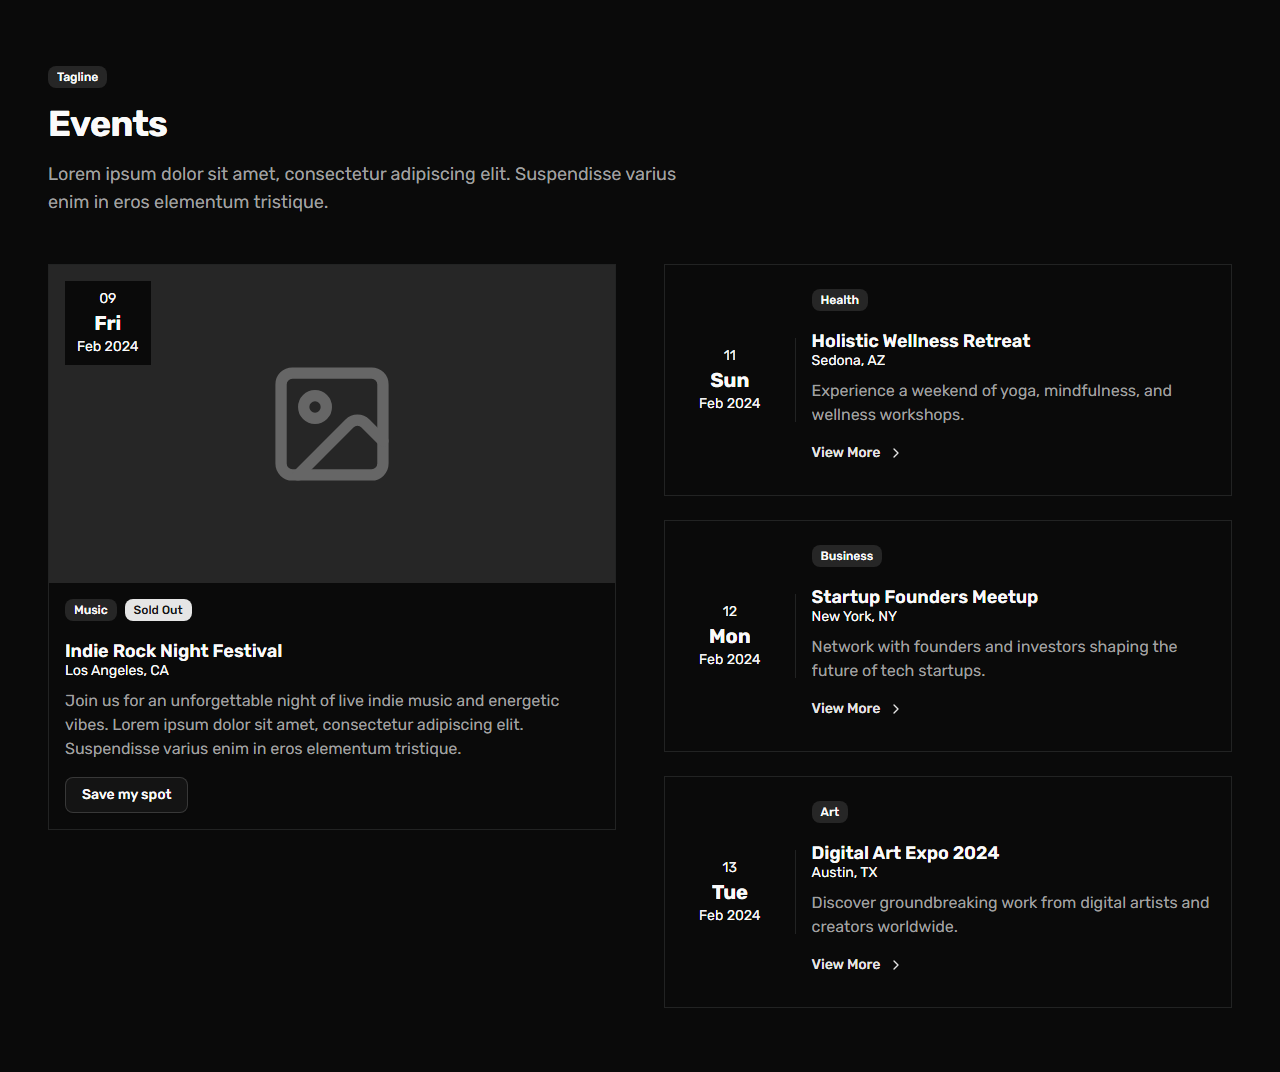 Tagline
Events
Lorem ipsum dolor sit amet, consectetur adipiscing elit. Suspendisse varius
enim in eros elementum tristique.
09
Fri
Feb 2024
Music
Sold Out
Indie Rock Night Festival
Los Angeles, CA
Join us for an unforgettable night of live indie music and energetic
vibes. Lorem ipsum dolor sit amet, consectetur adipiscing elit.
Suspendisse varius enim in eros elementum tristique.
Save my spot
11
Sun
Feb 2024
Health
Holistic Wellness Retreat
Sedona, AZ
Experience a weekend of yoga, mindfulness, and
wellness workshops.
View More
12
Mon
Feb 2024
Business
Startup Founders Meetup
New York, NY
Network with founders and investors shaping the
future of tech startups.
View More
13
Tue
Feb 2024
Art
Digital Art Expo 2024
Austin, TX
Discover groundbreaking work from digital artists and
creators worldwide.
View More